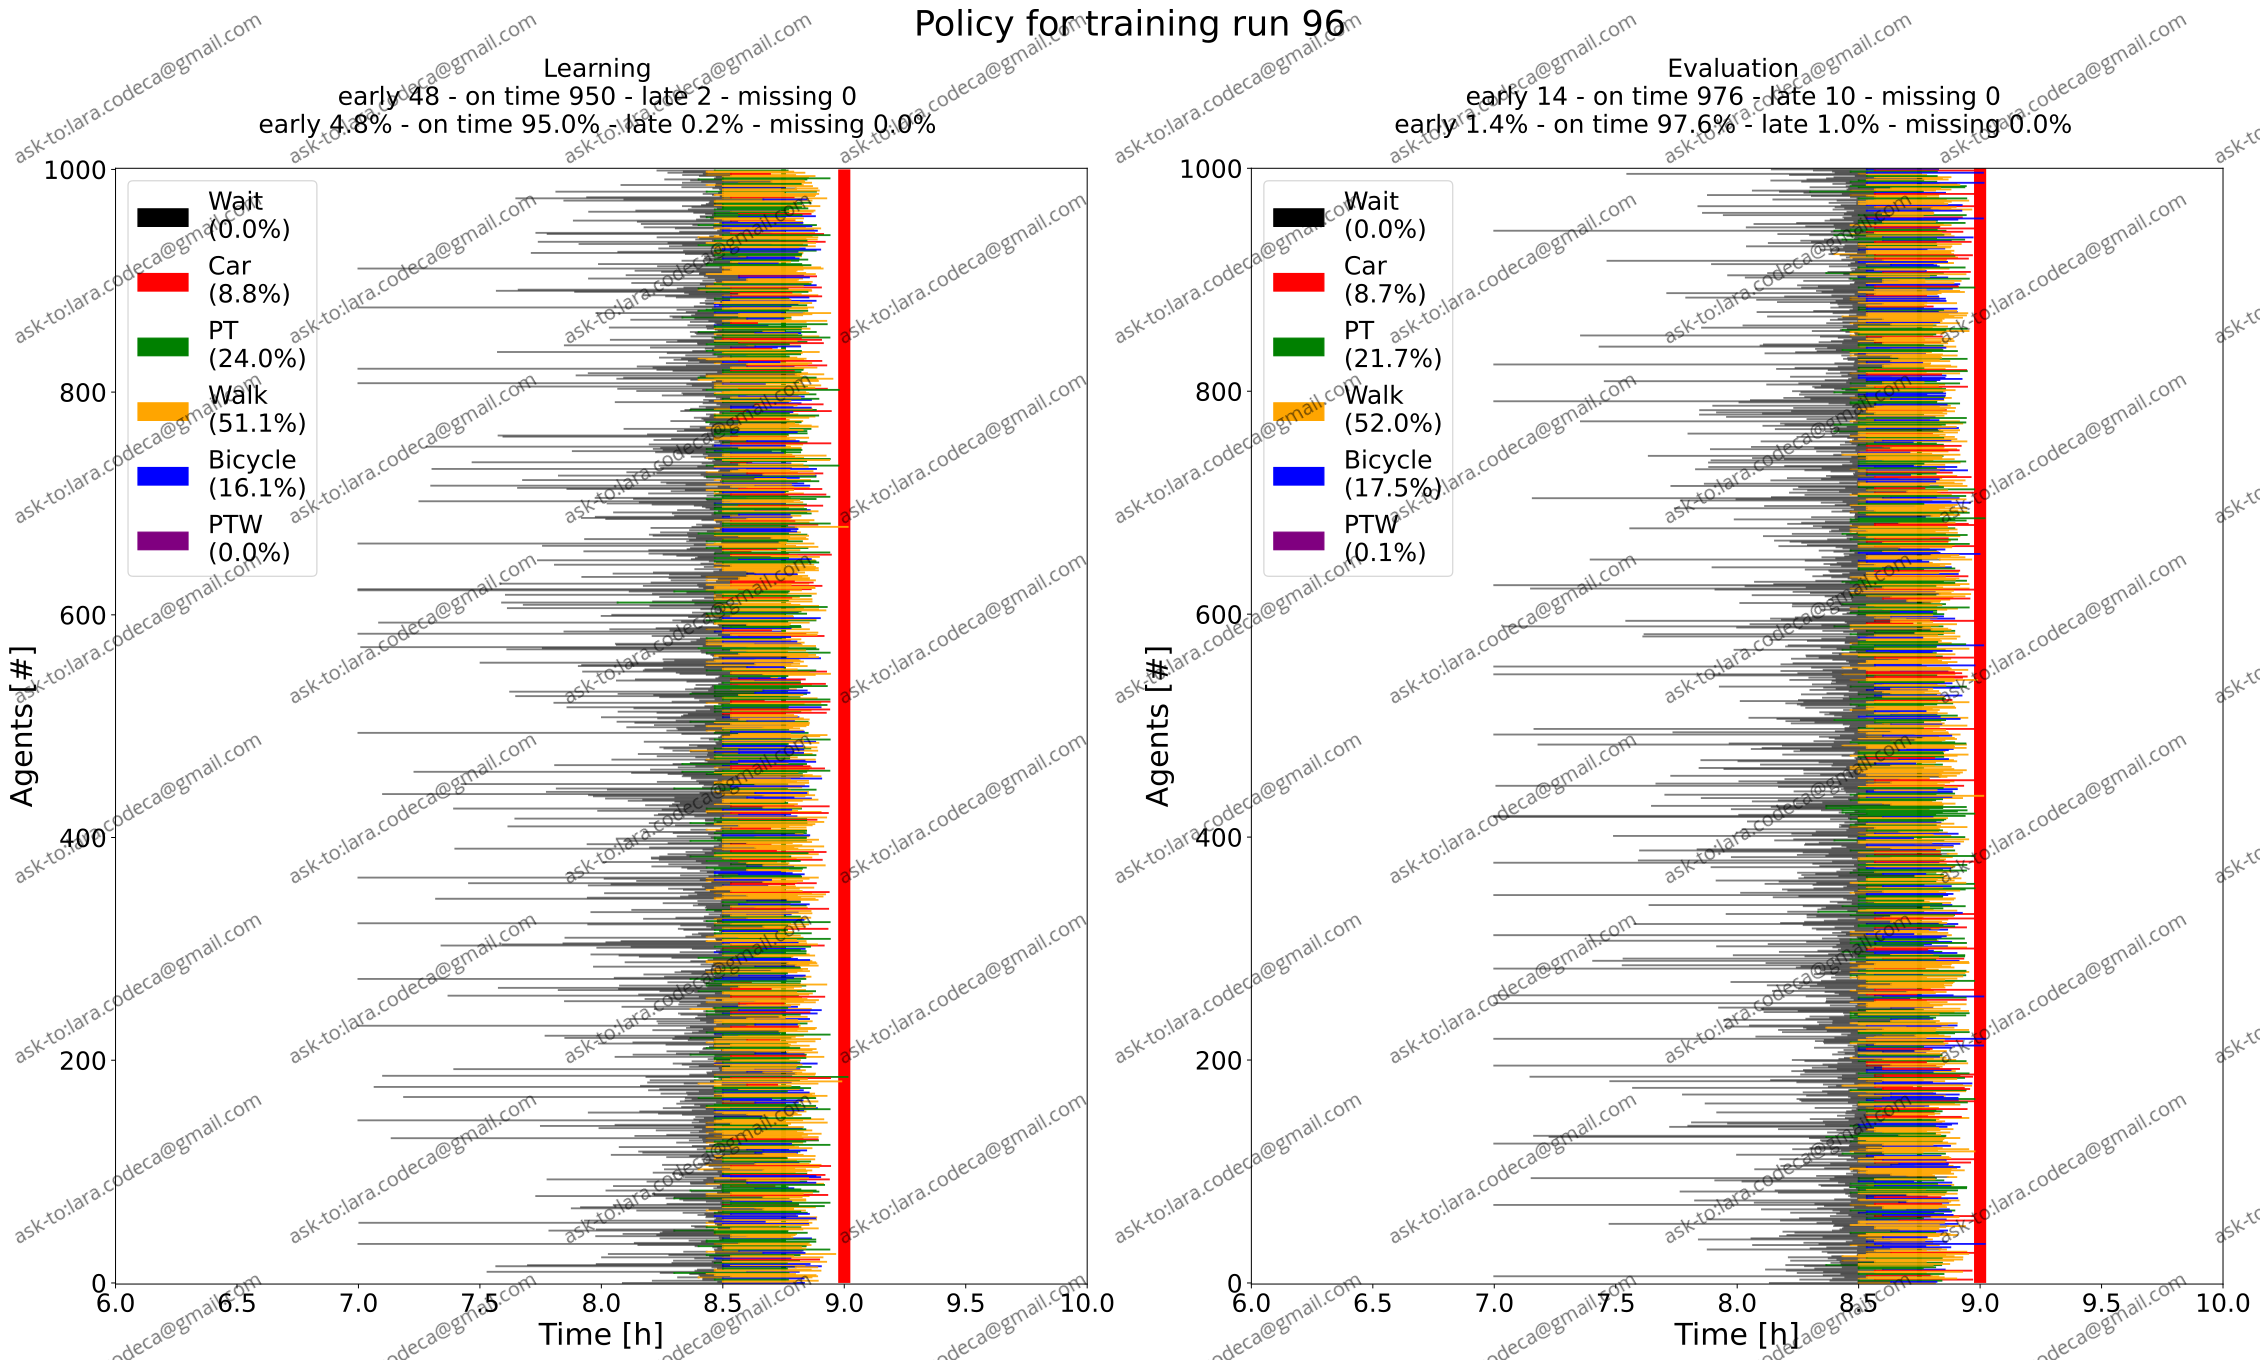 Policy for training run 96
Learning
early 48 - on time 950 - late 2 - missing 0
early 4.8% - on time 95.0% - late 0.2% - missing 0.0%
Wait
(0.0%)
Car
(8.8%)
PT
(24.0%)
Walk
(51.1%)
Bicycle
(16.1%)
PTW
(0.0%)
1000
800
600
400
200
0
Agents [#]
6.0 6.5 7.0 7.5 8.0 8.5 9.0 9.5 10.0
Time [h]
Evaluation
early 14 - on time 976 - late 10 - missing 0
early 1.4% - on time 97.6% - late 1.0% - missing 0.0%
Wait
(0.0%)
Car
(8.7%)
PT
(21.7%)
Walk
(52.0%)
Bicycle
(17.5%)
PTW
(0.1%)
1000
800
600
400
200
0
Agents [#]
6.0 6.5 7.0 7.5 8.0 8.5 9.0 9.5 10.0
Time [h]
ask-to:lara.codeca@gmail.com